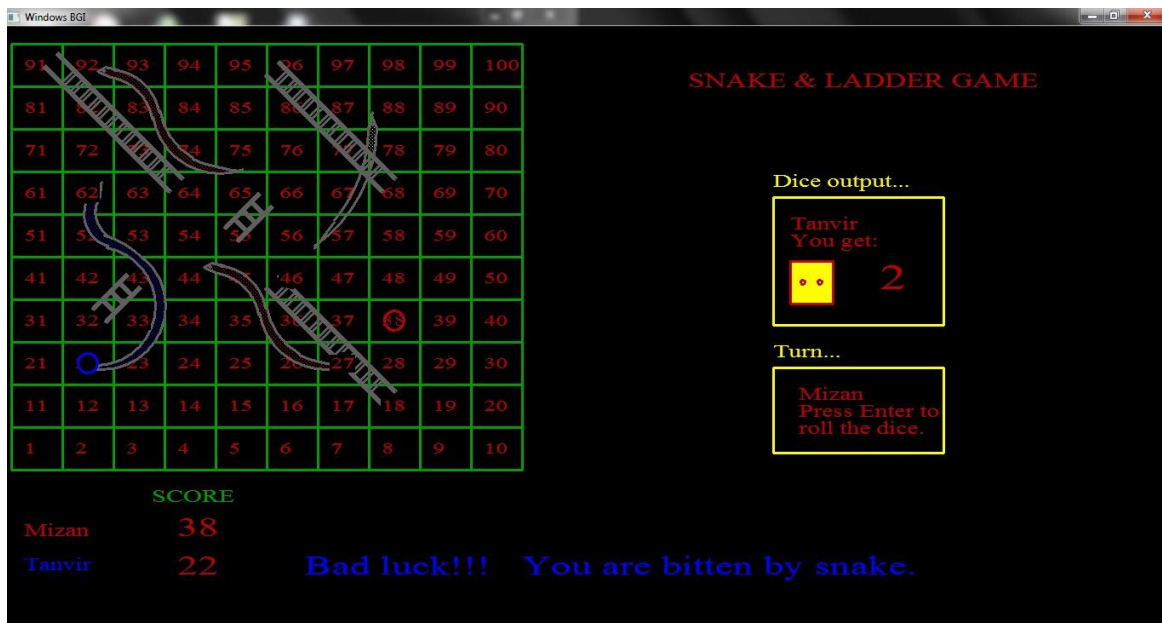 Windows BGI
91 92 93 94 95 96 97 98 99 100
81 83 84 85 87 88 89 90
71 72 74 75 76 78 79 80
61 62 63 64 65 66 67 68 69 70
51 52 53 54 55 56 57 58 59 60
41 42 43 44 46 47 48 49 50
31 32 33 34 35 36 37 38 39 40
21 23 24 25 26 27 28 29 30
11 12 13 14 15 16 17 18 19 20
1 2 3 4 5 6 7 8 9 10
SNAKE & LADDER GAME
Dice output...
Tanvir
You get:
2
Turn...
Mizan
Press Enter to
roll the dice.
SCORE
Mizan 38
Tanvir 22
Bad luck!!! You are bitten by snake.